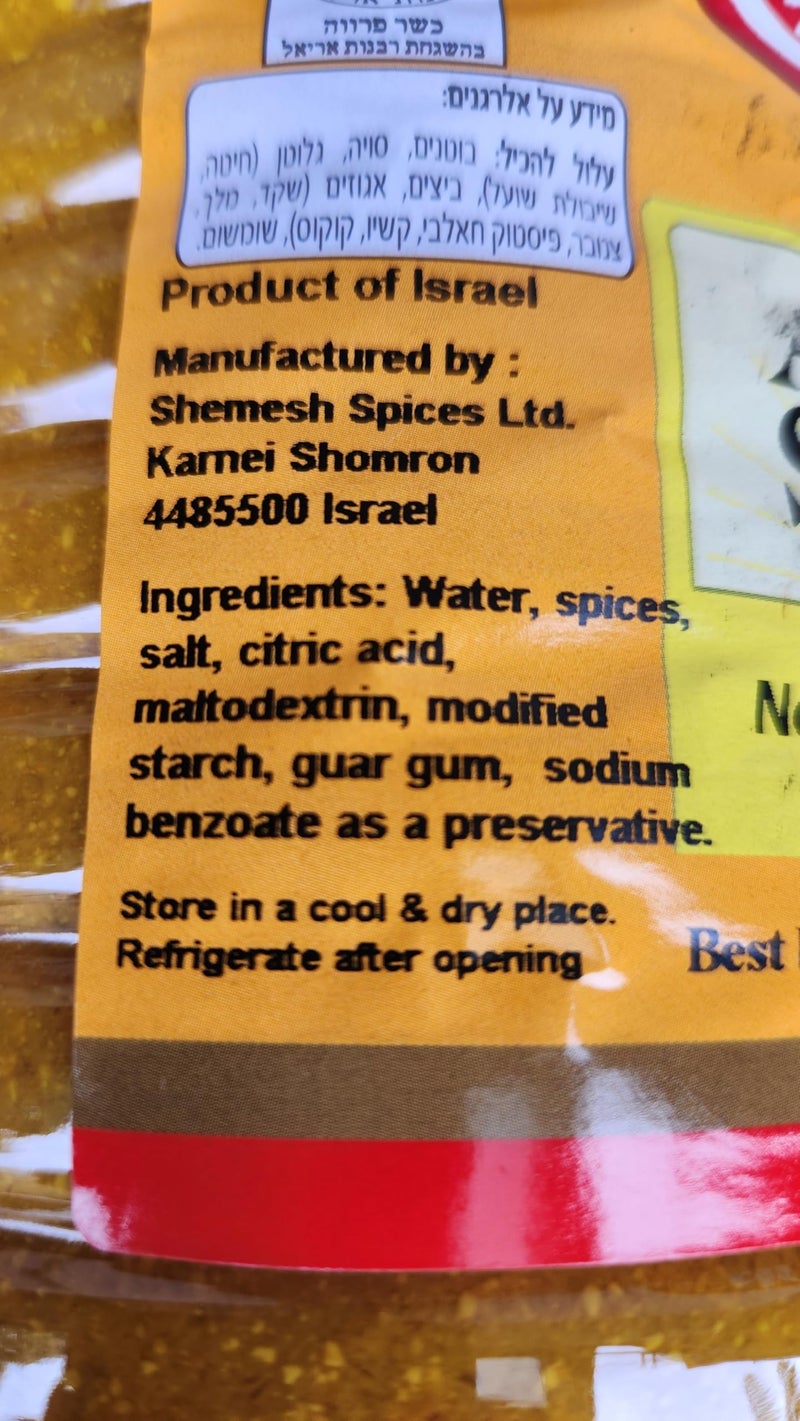 כשר פרווה
בהשגחת רבנות אריאל
מידע על אלרגנים:
עלול להכיל: בוטנים, סויה, גלוטן (חיטה,
שיבולת שועל), ביצים, אגוזים (שקד, מלך,
צנובר, פיסטוק חאלבי, קשיו, קוקוס), שומשום.
Product of Israel
Manufactured by :
Shemesh Spices Ltd.
Karnei Shomron
4485500 Israel
Ingredients: Water, spices,
salt, citric acid,
maltodextrin, modified
starch, guar gum, sodium
benzoate as a preservative.
Store in a cool & dry place.
Refrigerate after opening
Best